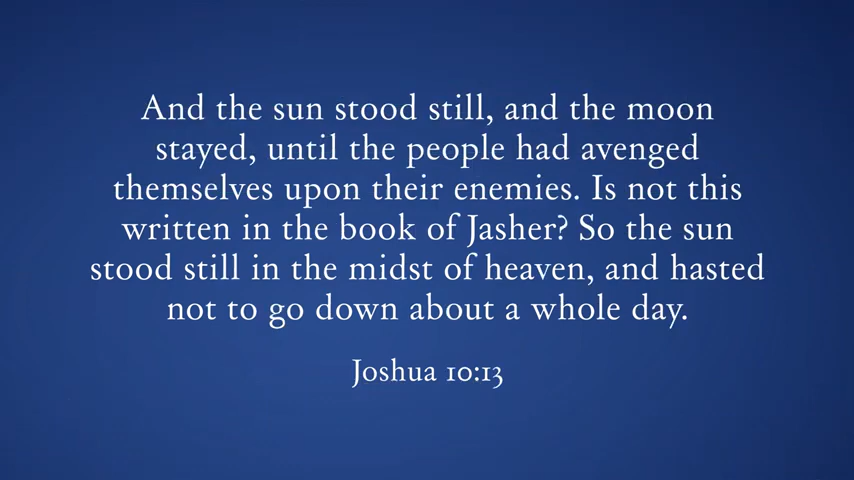 And the sun stood still, and the moon
stayed, until the people had avenged
themselves upon their enemies. Is not this
written in the book of Jasher? So the sun
stood still in the midst of heaven, and hasted
not to go down about a whole day.
Joshua 10:13